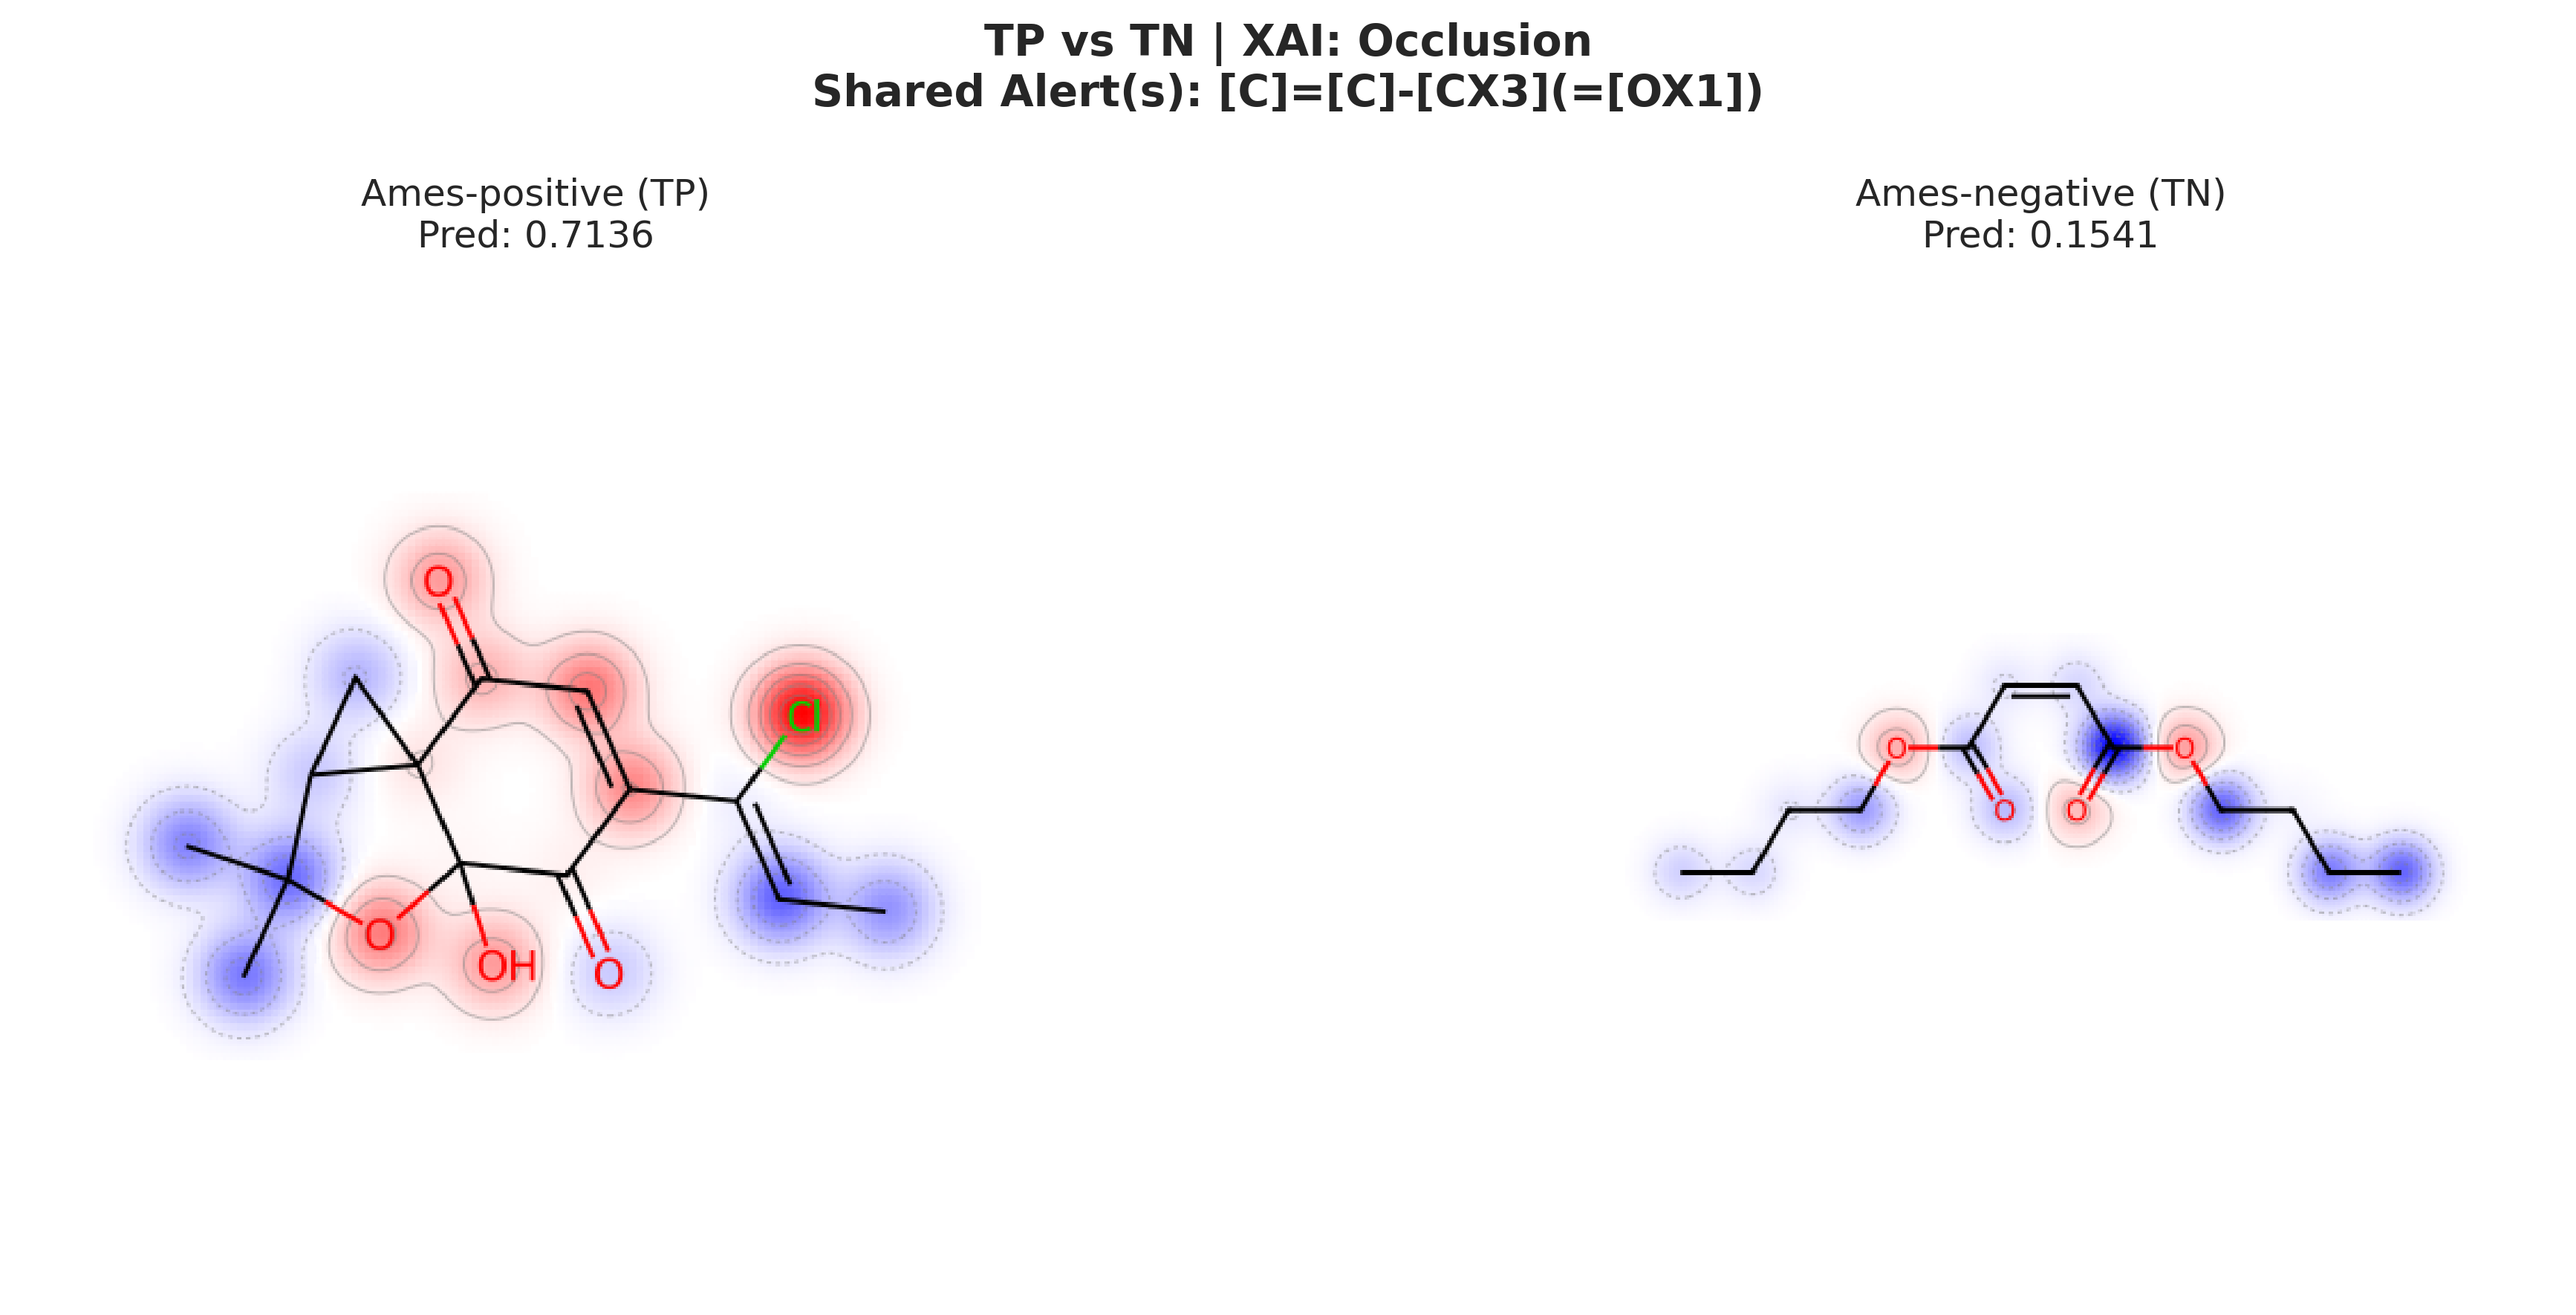 TP vs TN | XAI: Occlusion
Shared Alert(s): [C]=[C]-[CX3](=[OX1])
Ames-positive (TP)
Pred: 0.7136
Ames-negative (TN)
Pred: 0.1541
O
Cl
O
OH
O
O
O
O
O